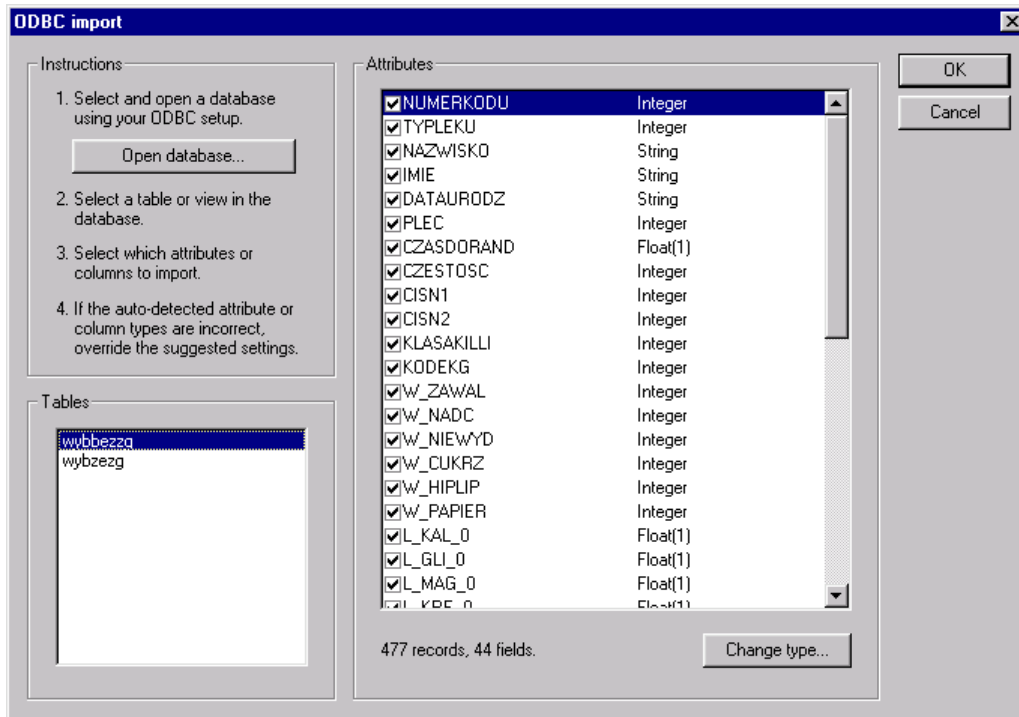 ODBC import
Instructions
1. Select and open a database
using your ODBC setup.
Open database...
2. Select a table or view in the
database.
3. Select which attributes or
columns to import.
4. If the auto-detected attribute or
column types are incorrect,
override the suggested settings.
Tables
wybbezzg
wybzezg
Attributes
NUMERKODU Integer
TYPLEKU Integer
NAZWISKO String
IMIE String
DATAURODZ String
PLEC Integer
CZASDORAND Float(1)
CZESTOSC Integer
CISN1 Integer
CISN2 Integer
KLASAKILLI Integer
KODEKG Integer
W_ZAWAL Integer
W_NADC Integer
W_NIEWYD Integer
W_CUKRZ Integer
W_HIPLIP Integer
W_PAPIER Integer
L_KAL_0 Float(1)
L_GLI_0 Float(1)
L_MAG_0 Float(1)
L_KRE_0 Float(1)
477 records, 44 fields.
Change type...
OK
Cancel